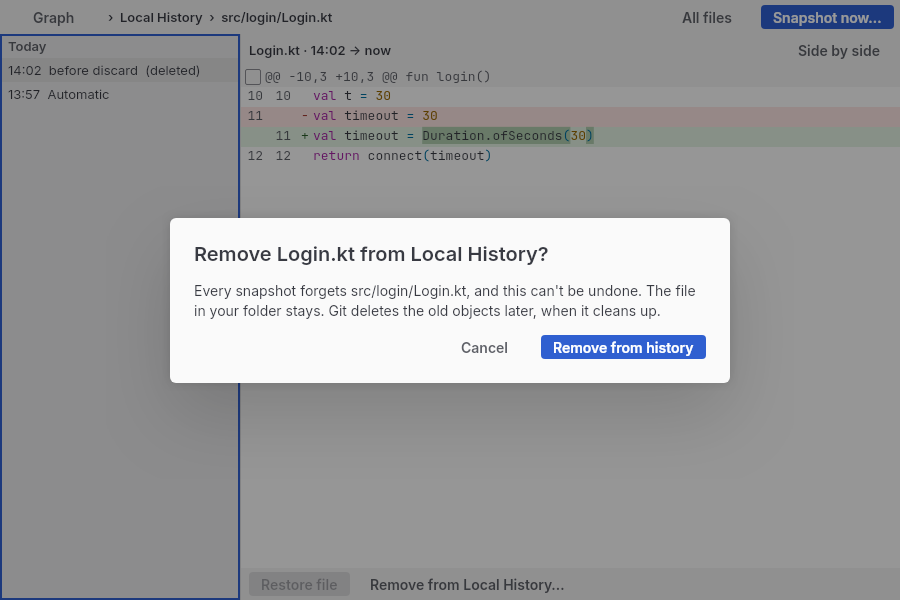 Graph › Local History › src/login/Login.kt All files Snapshot now...
Today
14:02 before discard (deleted)
13:57 Automatic
Login.kt · 14:02 → now Side by side
@@ -10,3 +10,3 @@ fun login()
10 10 val t = 30
11 - val timeout = 30
11 + val timeout = Duration.ofSeconds(30)
12 12 return connect(timeout)
Remove Login.kt from Local History?
Every snapshot forgets src/login/Login.kt, and this can't be undone. The file
in your folder stays. Git deletes the old objects later, when it cleans up.
Cancel Remove from history
Restore file Remove from Local History...